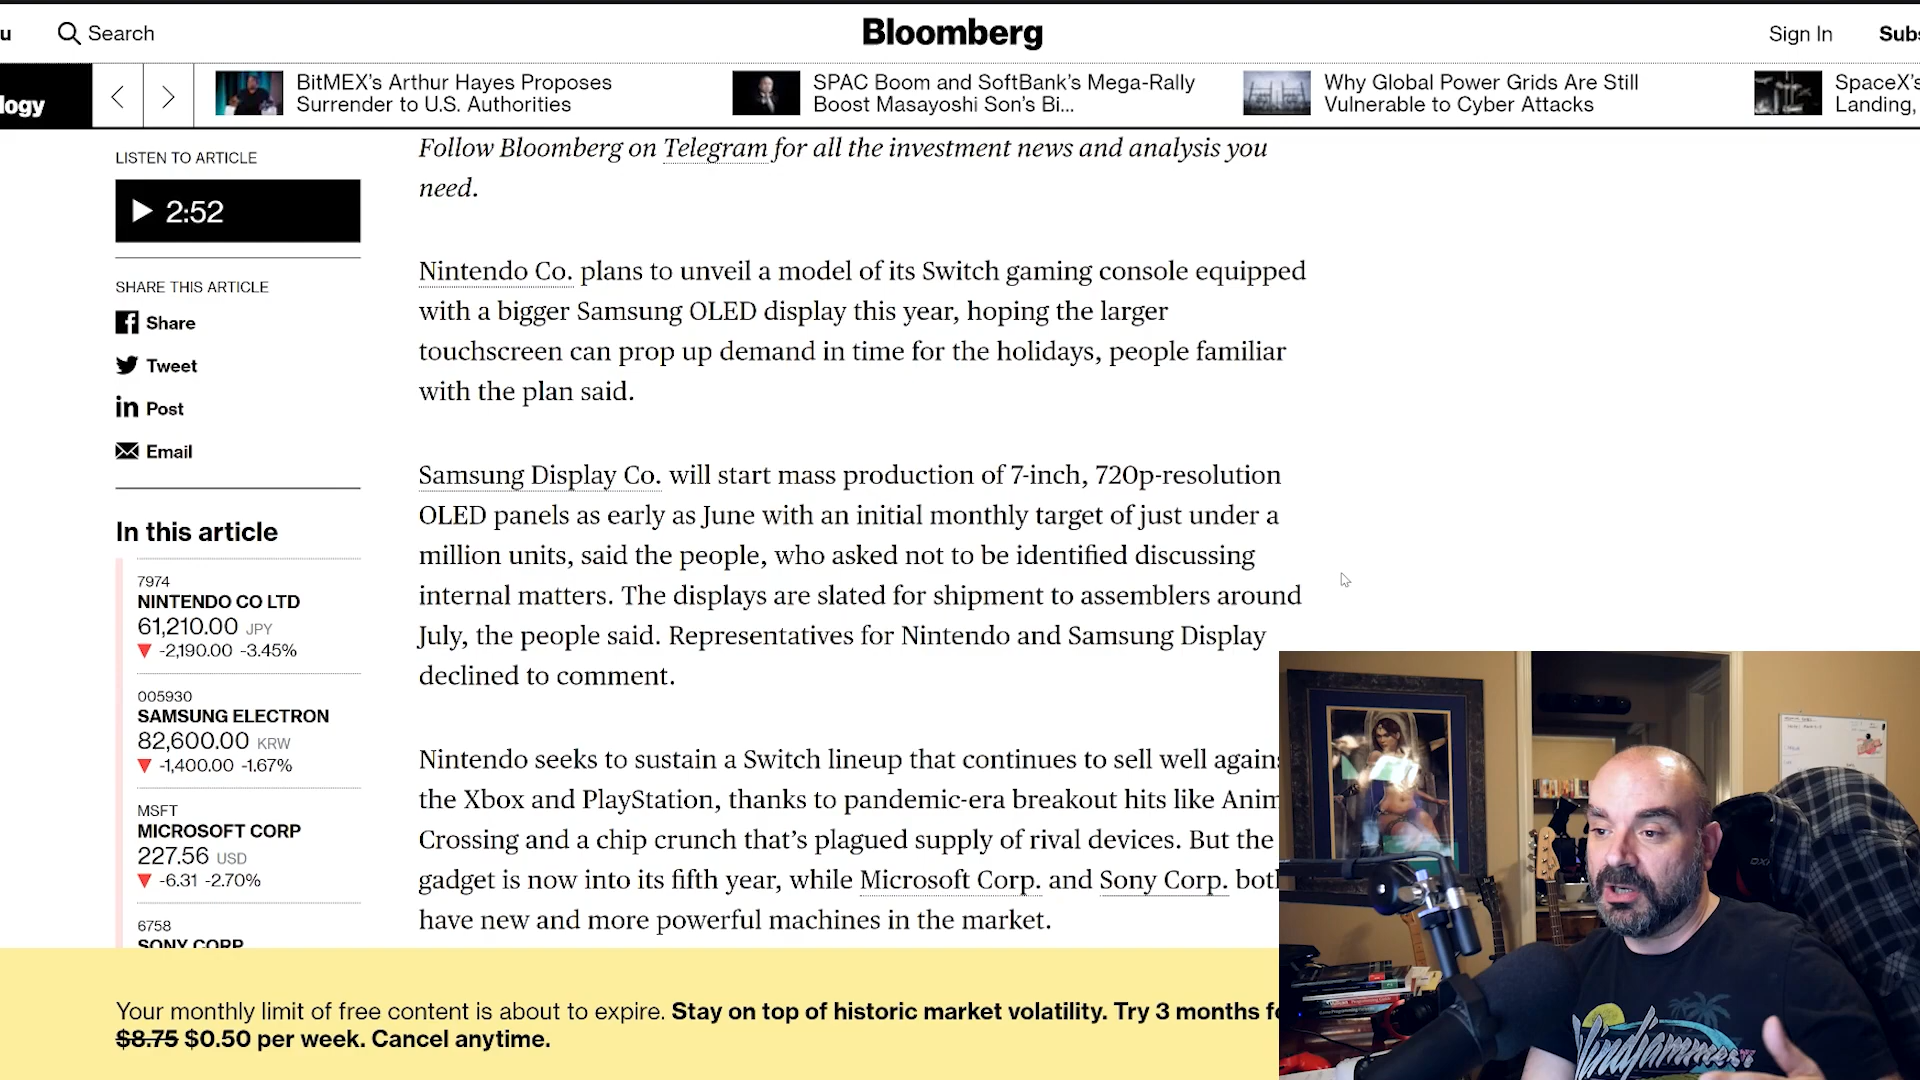 u
Search
Bloomberg
Sign In
Subs
logy
BitMEX's Arthur Hayes Proposes
Surrender to U.S. Authorities
SPAC Boom and SoftBank's Mega-Rally
Boost Masayoshi Son's Bi...
Why Global Power Grids Are Still
Vulnerable to Cyber Attacks
SpaceX's
Landing,
LISTEN TO ARTICLE
2:52
SHARE THIS ARTICLE
Share
Tweet
Post
Email
In this article
7974
NINTENDO CO LTD
61,210.00 JPY
▼ -2,190.00 -3.45%
005930
SAMSUNG ELECTRON
82,600.00 KRW
▼ -1,400.00 -1.67%
MSFT
MICROSOFT CORP
227.56 USD
▼ -6.31 -2.70%
6758
SONY CORP
Follow Bloomberg on Telegram for all the investment news and analysis you
need.
Nintendo Co. plans to unveil a model of its Switch gaming console equipped
with a bigger Samsung OLED display this year, hoping the larger
touchscreen can prop up demand in time for the holidays, people familiar
with the plan said.
Samsung Display Co. will start mass production of 7-inch, 720p-resolution
OLED panels as early as June with an initial monthly target of just under a
million units, said the people, who asked not to be identified discussing
internal matters. The displays are slated for shipment to assemblers around
July, the people said. Representatives for Nintendo and Samsung Display
declined to comment.
Nintendo seeks to sustain a Switch lineup that continues to sell well agains
the Xbox and PlayStation, thanks to pandemic-era breakout hits like Anim
Crossing and a chip crunch that's plagued supply of rival devices. But the
gadget is now into its fifth year, while Microsoft Corp. and Sony Corp. both
have new and more powerful machines in the market.
Your monthly limit of free content is about to expire. Stay on top of historic market volatility. Try 3 months fo
$8.75 $0.50 per week. Cancel anytime.
Windjammers